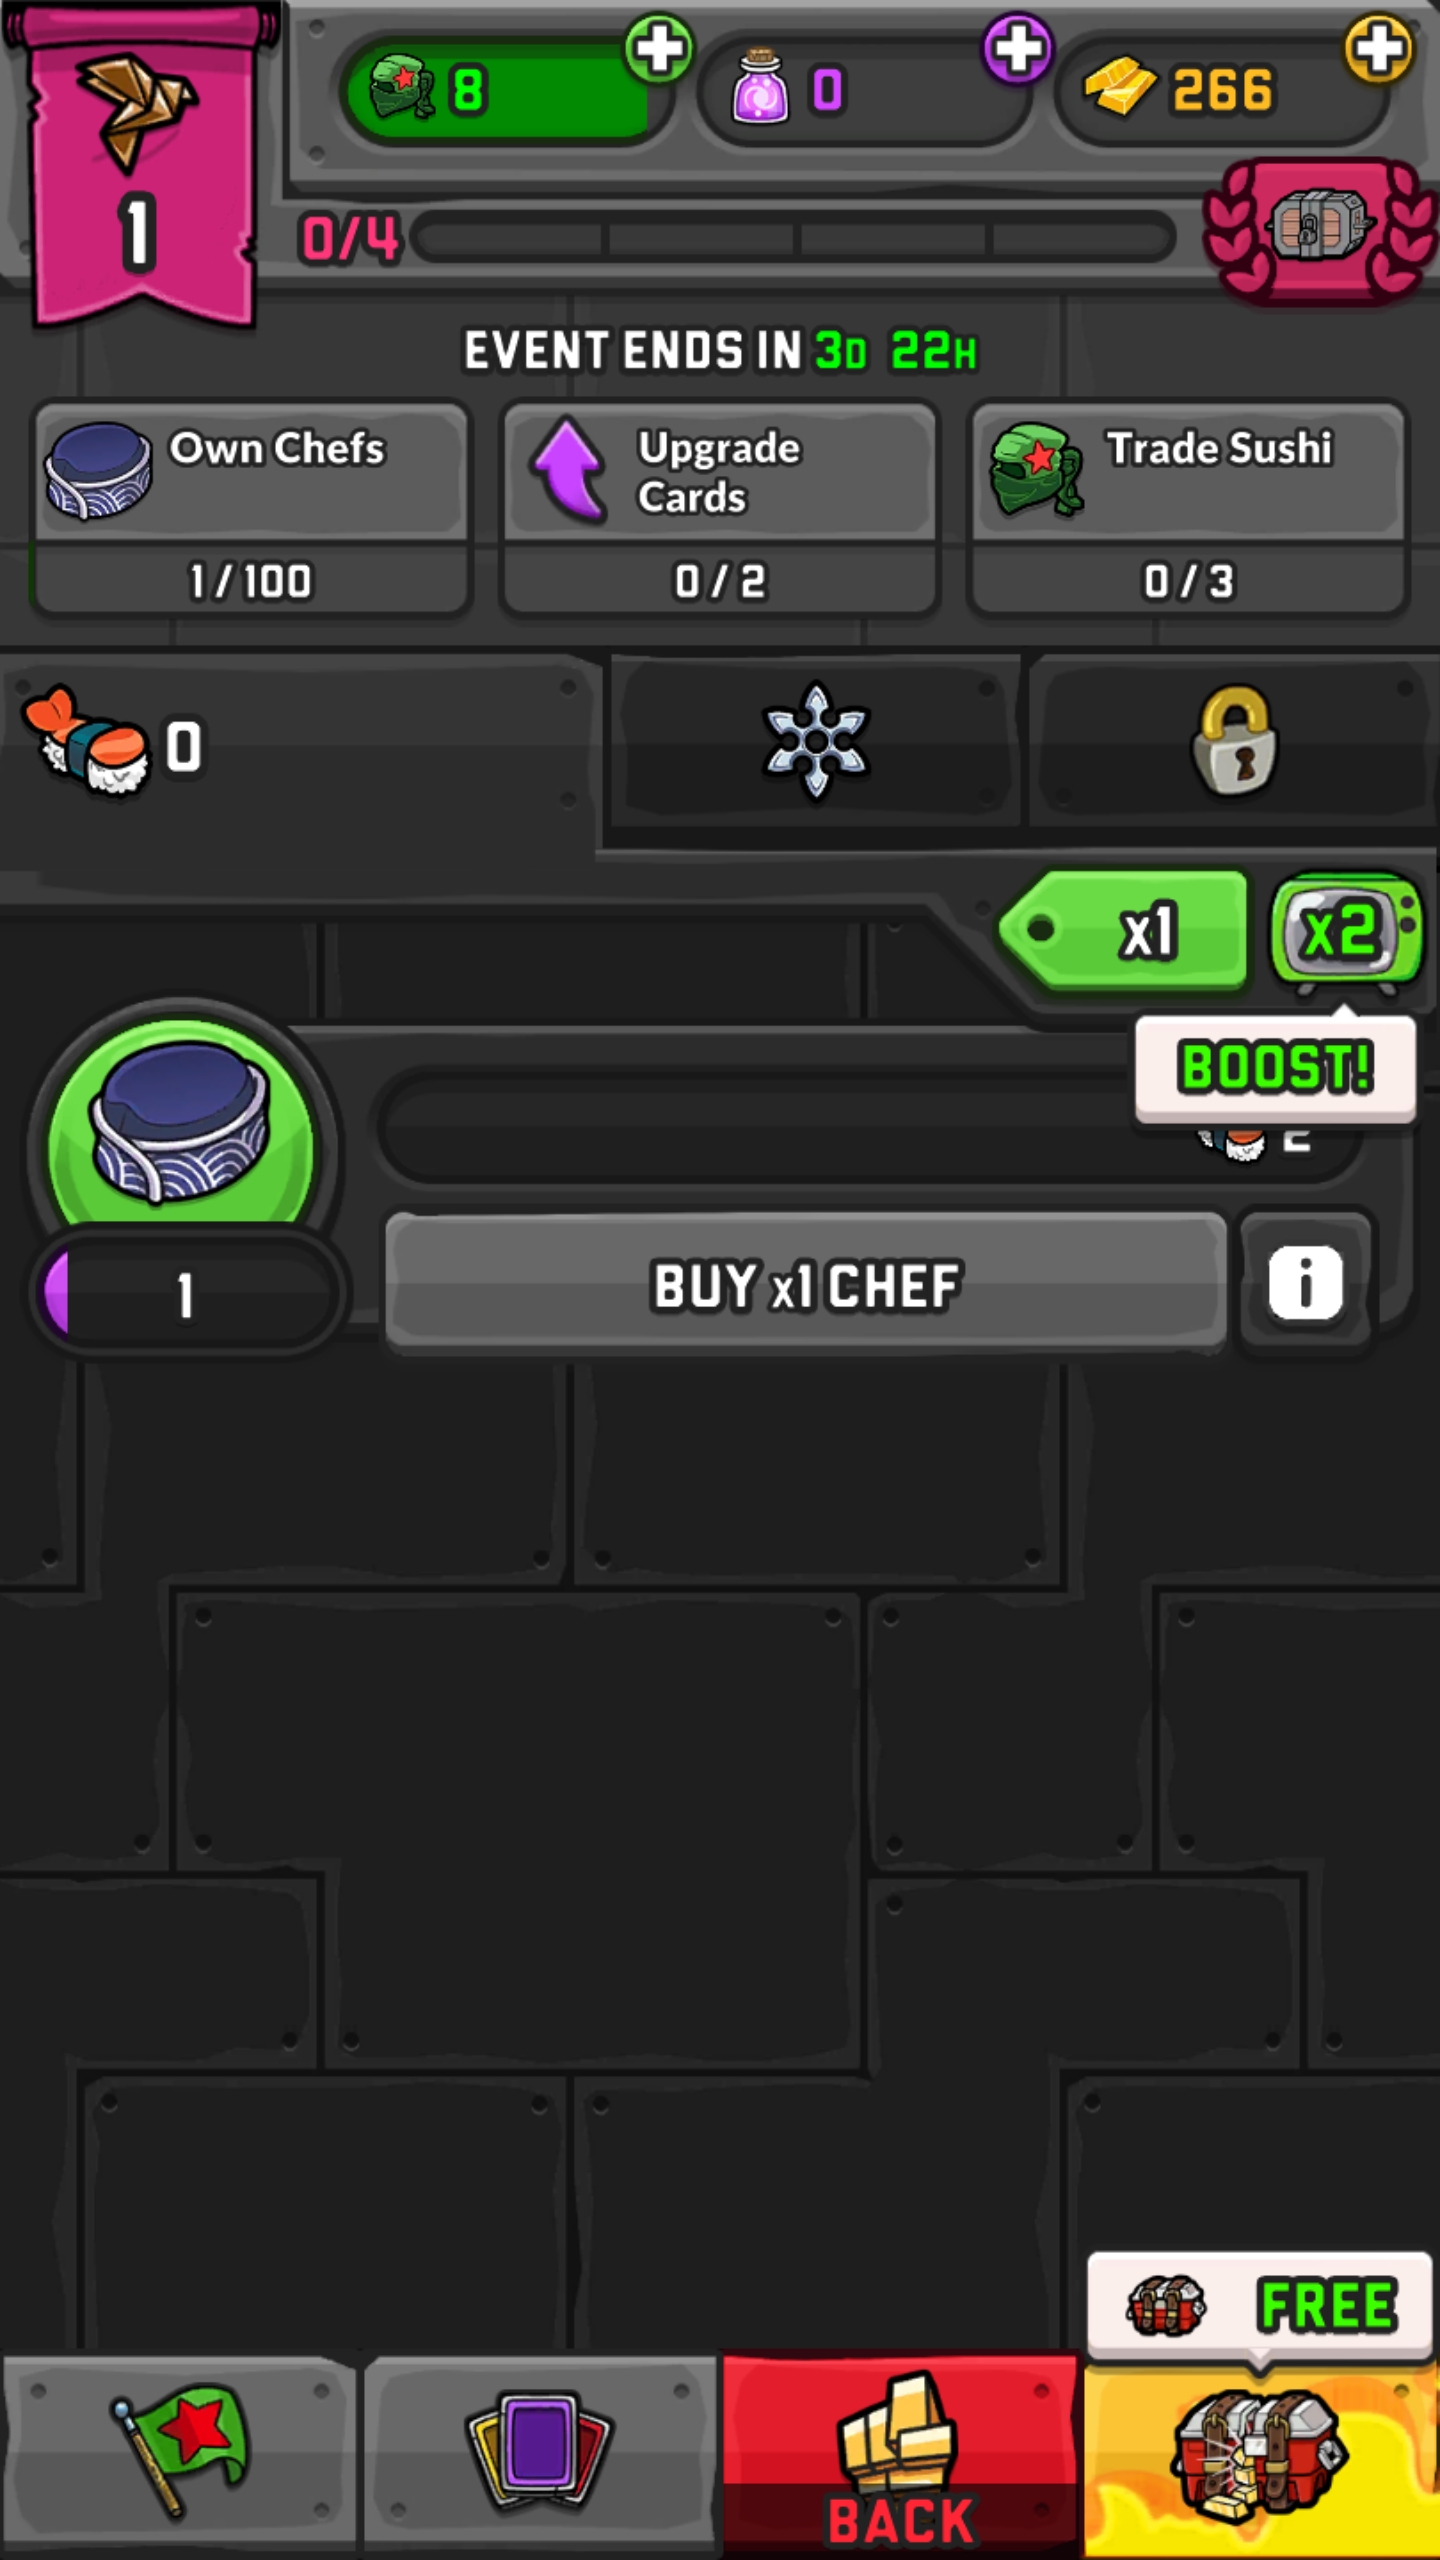 8
0
266
1
0/4
EVENT ENDS IN 3D 22H
Own Chefs
1/100
Upgrade
Cards
0/2
Trade Sushi
0/3
0
x1
x2
BOOST!
2
1
BUY x1 CHEF
i
FREE
BACK